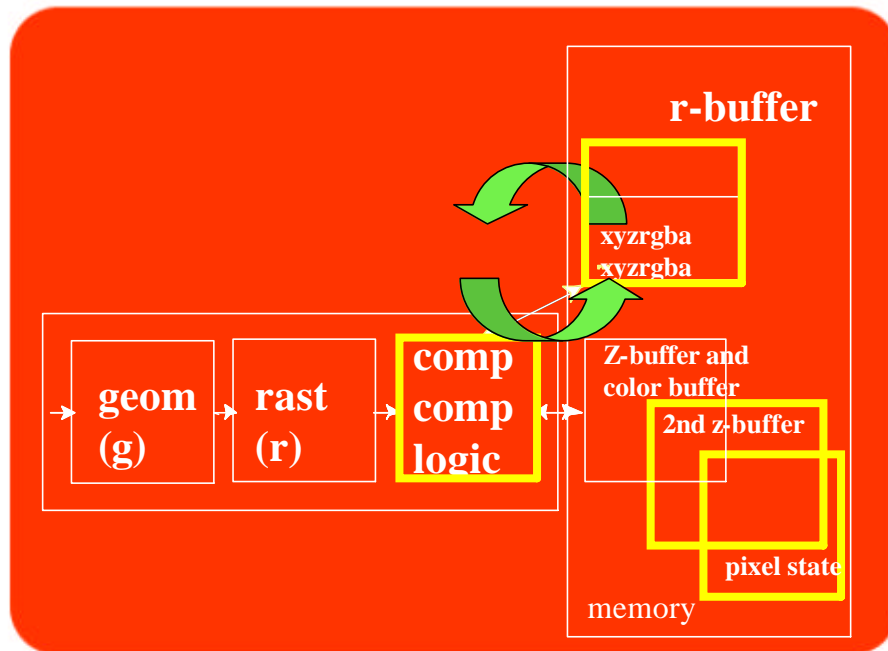 r-buffer
xyzrgba
xyzrgba
geom
(g)
rast
(r)
comp
comp
logic
Z-buffer and
color buffer
2nd z-buffer
pixel state
memory